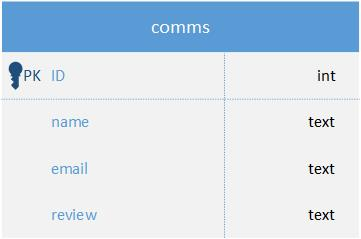 comms
PK ID int
name text
email text
review text